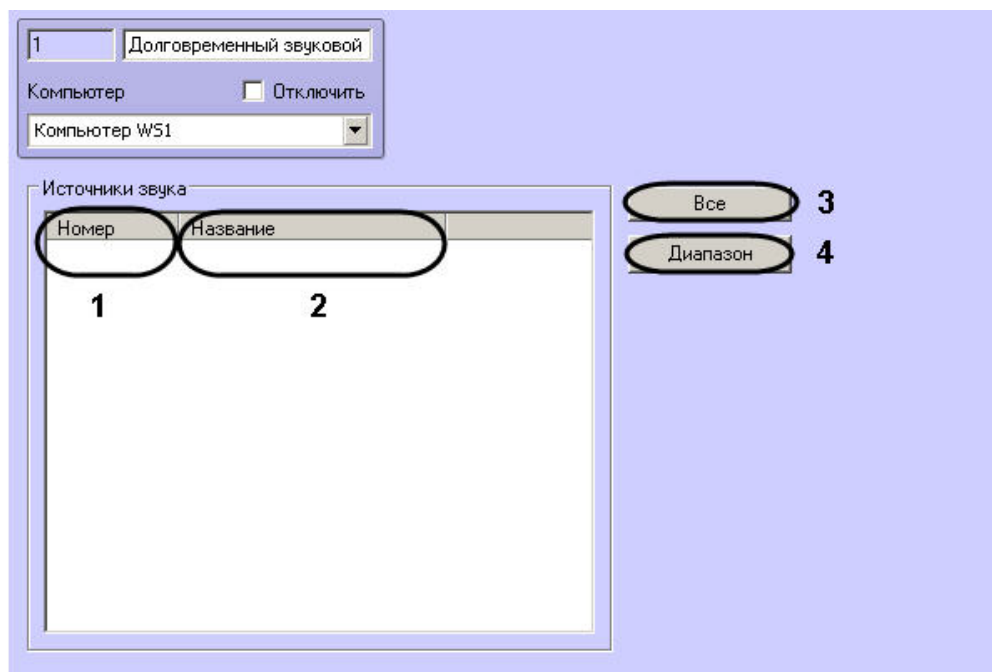 1 Долговременный звуковой
Компьютер Отключить
Компьютер WS1
Источники звука
Номер Название
Все 3
Диапазон 4
1 2